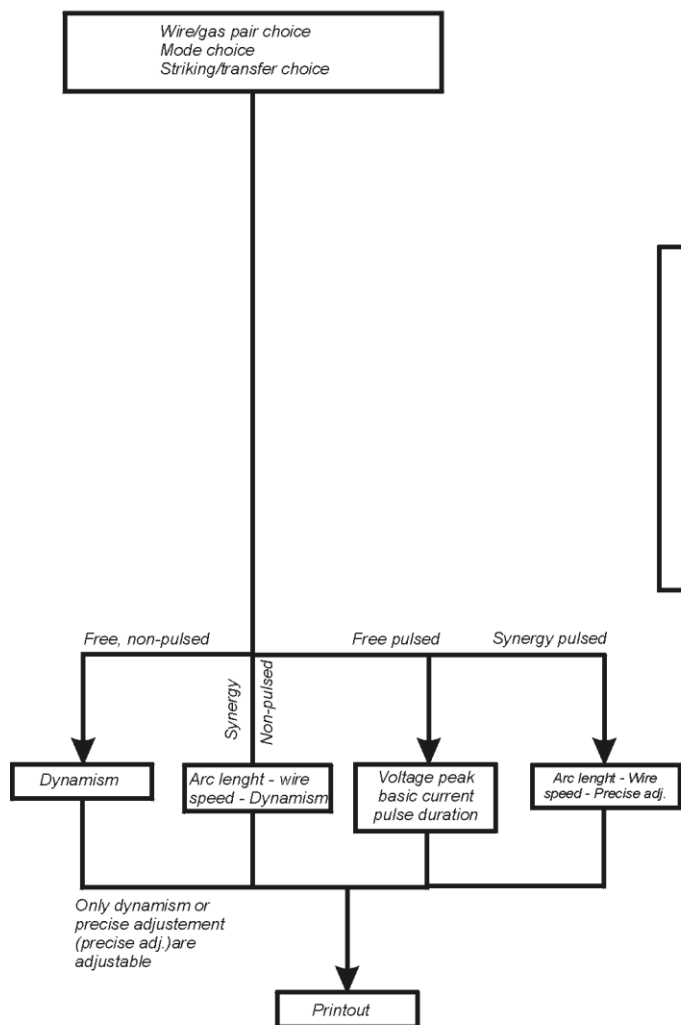 Wire/gas pair choice
Mode choice
Striking/transfer choice
Free, non-pulsed
Synergy
Non-pulsed
Free pulsed
Synergy pulsed
Dynamism
Arc lenght - wire
speed - Dynamism
Voltage peak
basic current
pulse duration
Arc lenght - Wire
speed - Precise adj.
Only dynamism or
precise adjustement
(precise adj.)are
adjustable
Printout